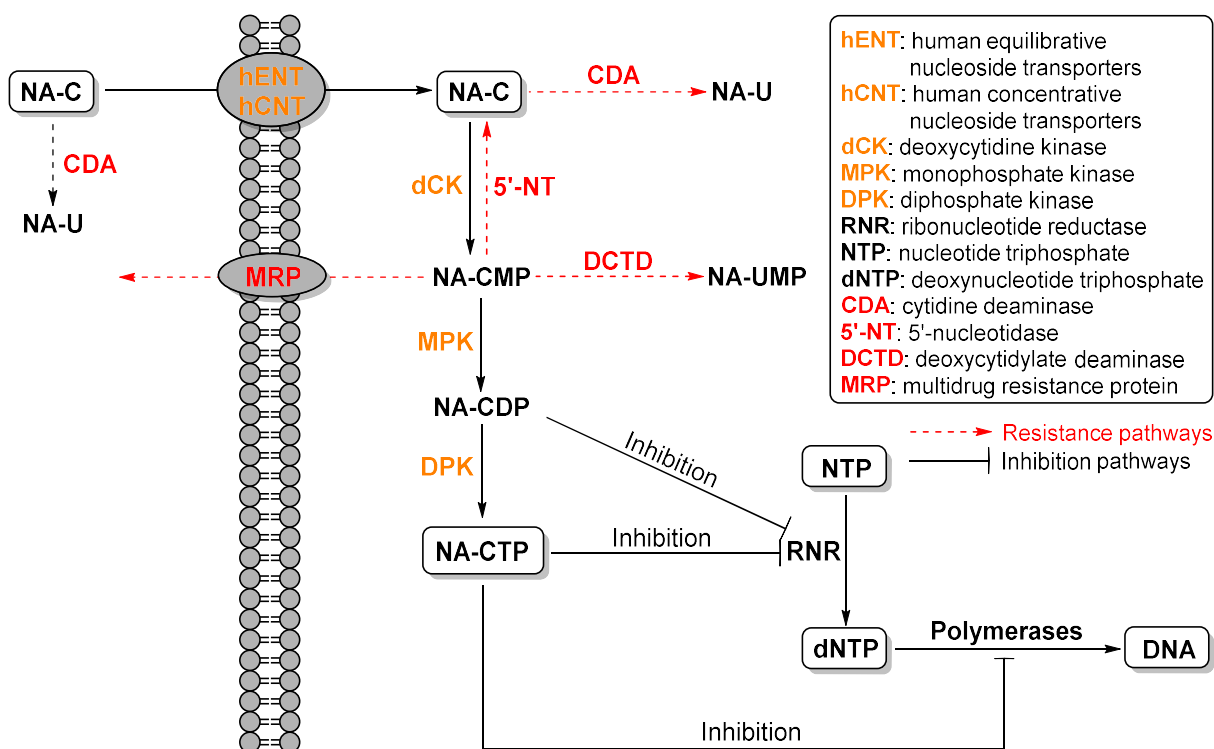 NA-C
CDA
NA-U
hENT
hCNT
NA-C
CDA
NA-U
dCK
5'-NT
MRP
NA-CMP
DCTD
NA-UMP
MPK
NA-CDP
DPK
Inhibition
NA-CTP
Inhibition
RNR
NTP
dNTP
Polymerases
DNA
Inhibition
hENT: human equilibrative
nucleoside transporters
hCNT: human concentrative
nucleoside transporters
dCK: deoxycytidine kinase
MPK: monophosphate kinase
DPK: diphosphate kinase
RNR: ribonucleotide reductase
NTP: nucleotide triphosphate
dNTP: deoxynucleotide triphosphate
CDA: cytidine deaminase
5'-NT: 5'-nucleotidase
DCTD: deoxycytidylate deaminase
MRP: multidrug resistance protein
Resistance pathways
Inhibition pathways